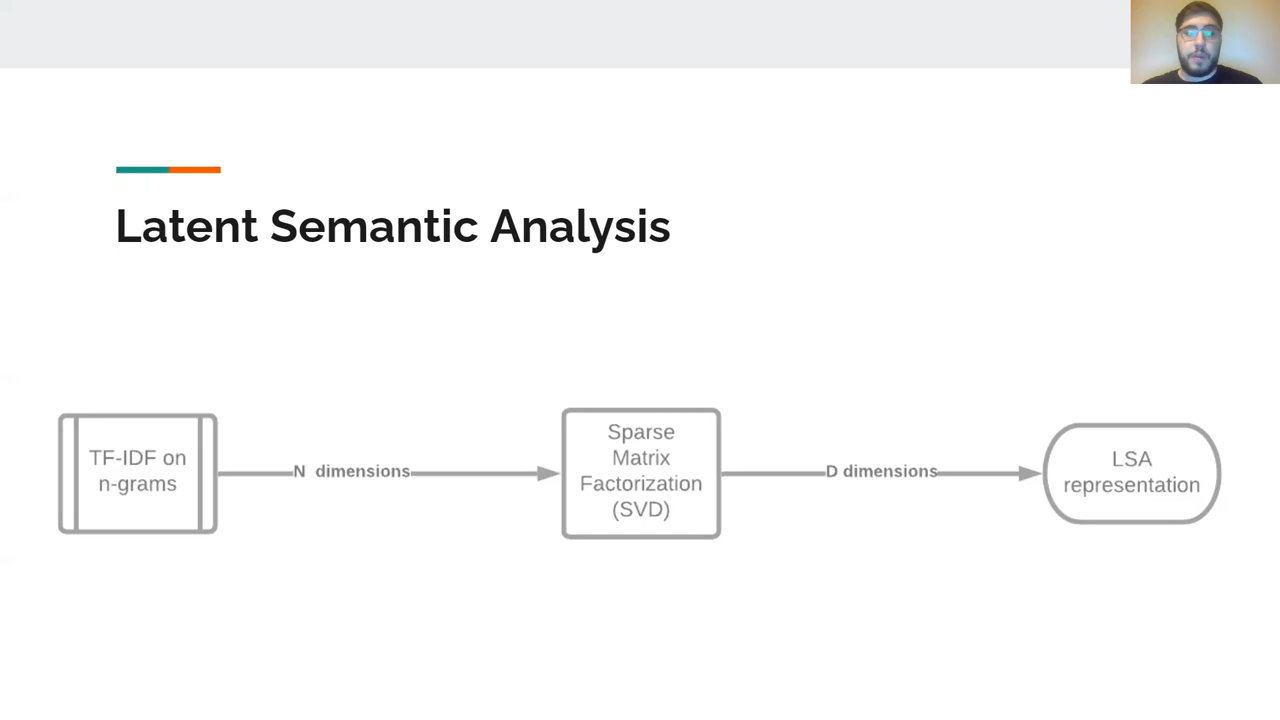 Latent Semantic Analysis
TF-IDF on
n-grams
N dimensions
Sparse
Matrix
Factorization
(SVD)
D dimensions
LSA
representation